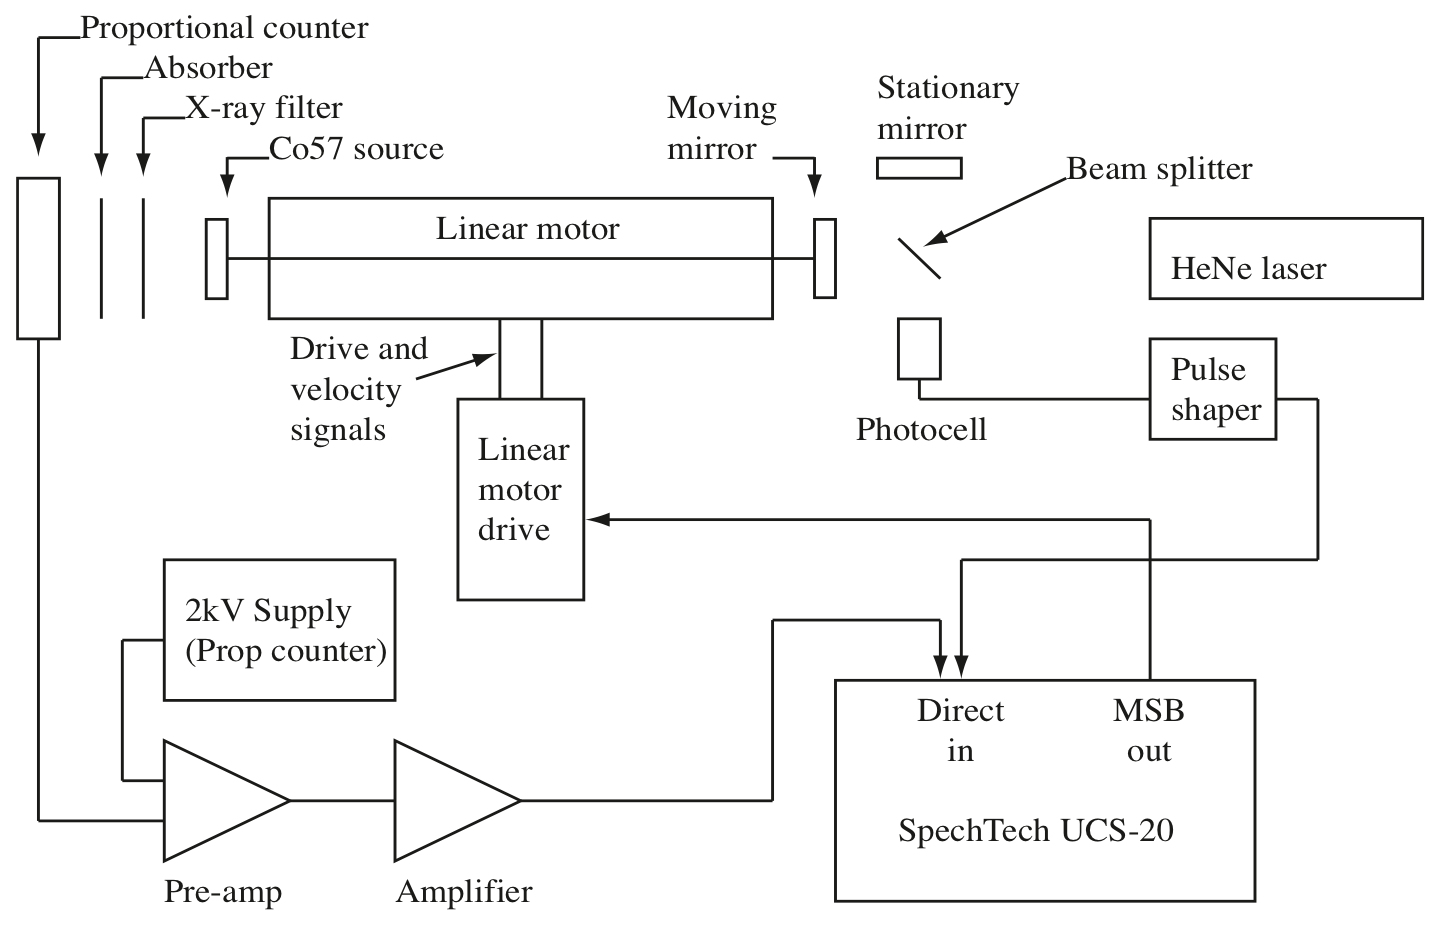 Proportional counter
Absorber
X-ray filter
Co57 source
Moving
mirror
Stationary
mirror
Beam splitter
Linear motor
HeNe laser
Drive and
velocity
signals
Pulse
shaper
Photocell
Linear
motor
drive
2kV Supply
(Prop counter)
Direct
in
MSB
out
SpechTech UCS-20
Pre-amp
Amplifier